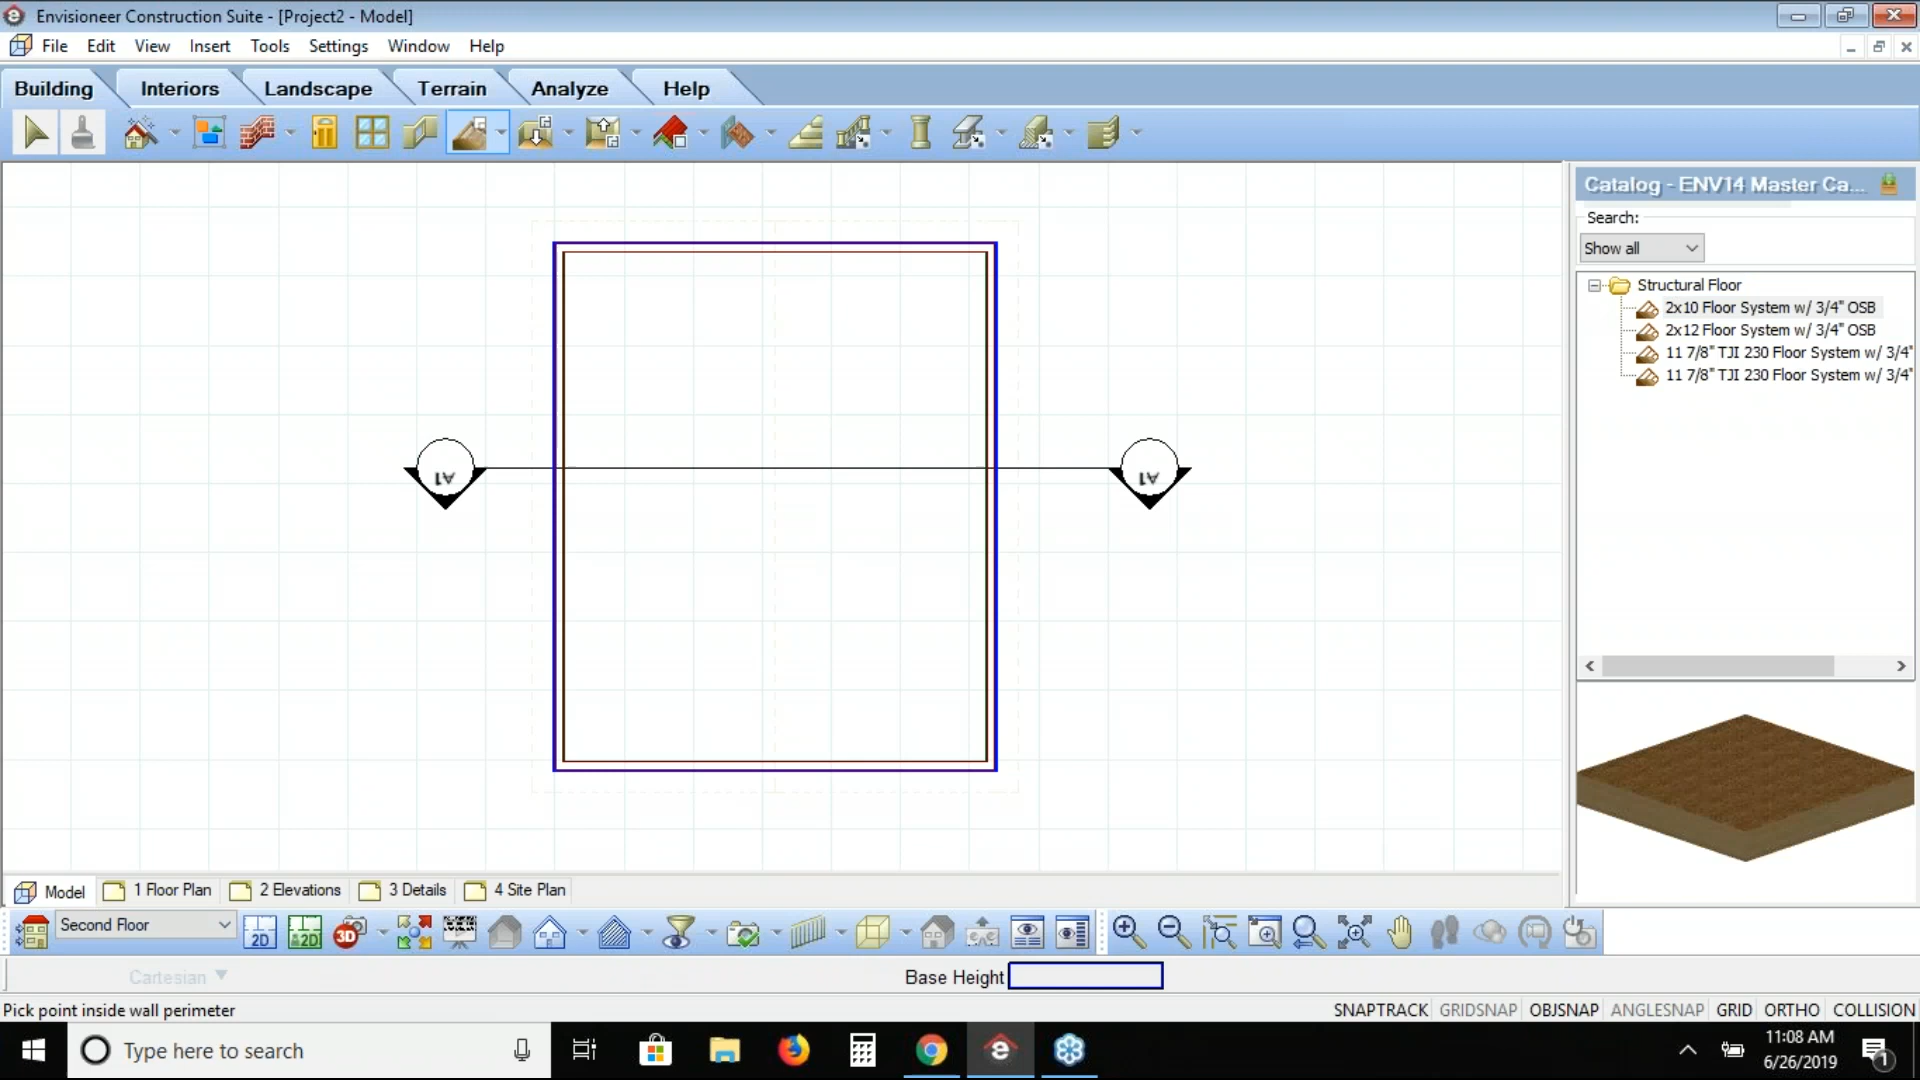 Envisioneer Construction Suite - [Project2 - Model]
File Edit View Insert Tools Settings Window Help
Building Interiors Landscape Terrain Analyze Help
Catalog - ENV14 Master Ca...
Search:
Show all
Structural Floor
2x10 Floor System w/ 3/4" OSB
2x12 Floor System w/ 3/4" OSB
11 7/8" TJI 230 Floor System w/ 3/4"
11 7/8" TJI 230 Floor System w/ 3/4"
A1 A1
Model 1 Floor Plan 2 Elevations 3 Details 4 Site Plan
Second Floor 2D 2D 3D
Cartesian Base Height
Pick point inside wall perimeter SNAPTRACK GRIDSNAP OBJSNAP ANGLESNAP GRID ORTHO COLLISION
Type here to search
11:08 AM
6/26/2019
1